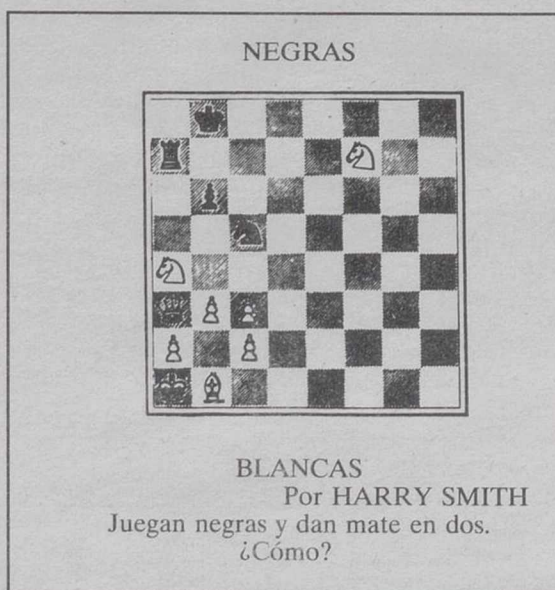 NEGRAS
BLANCAS
Por HARRY SMITH
Juegan negras y dan mate en dos.
¿Cómo?